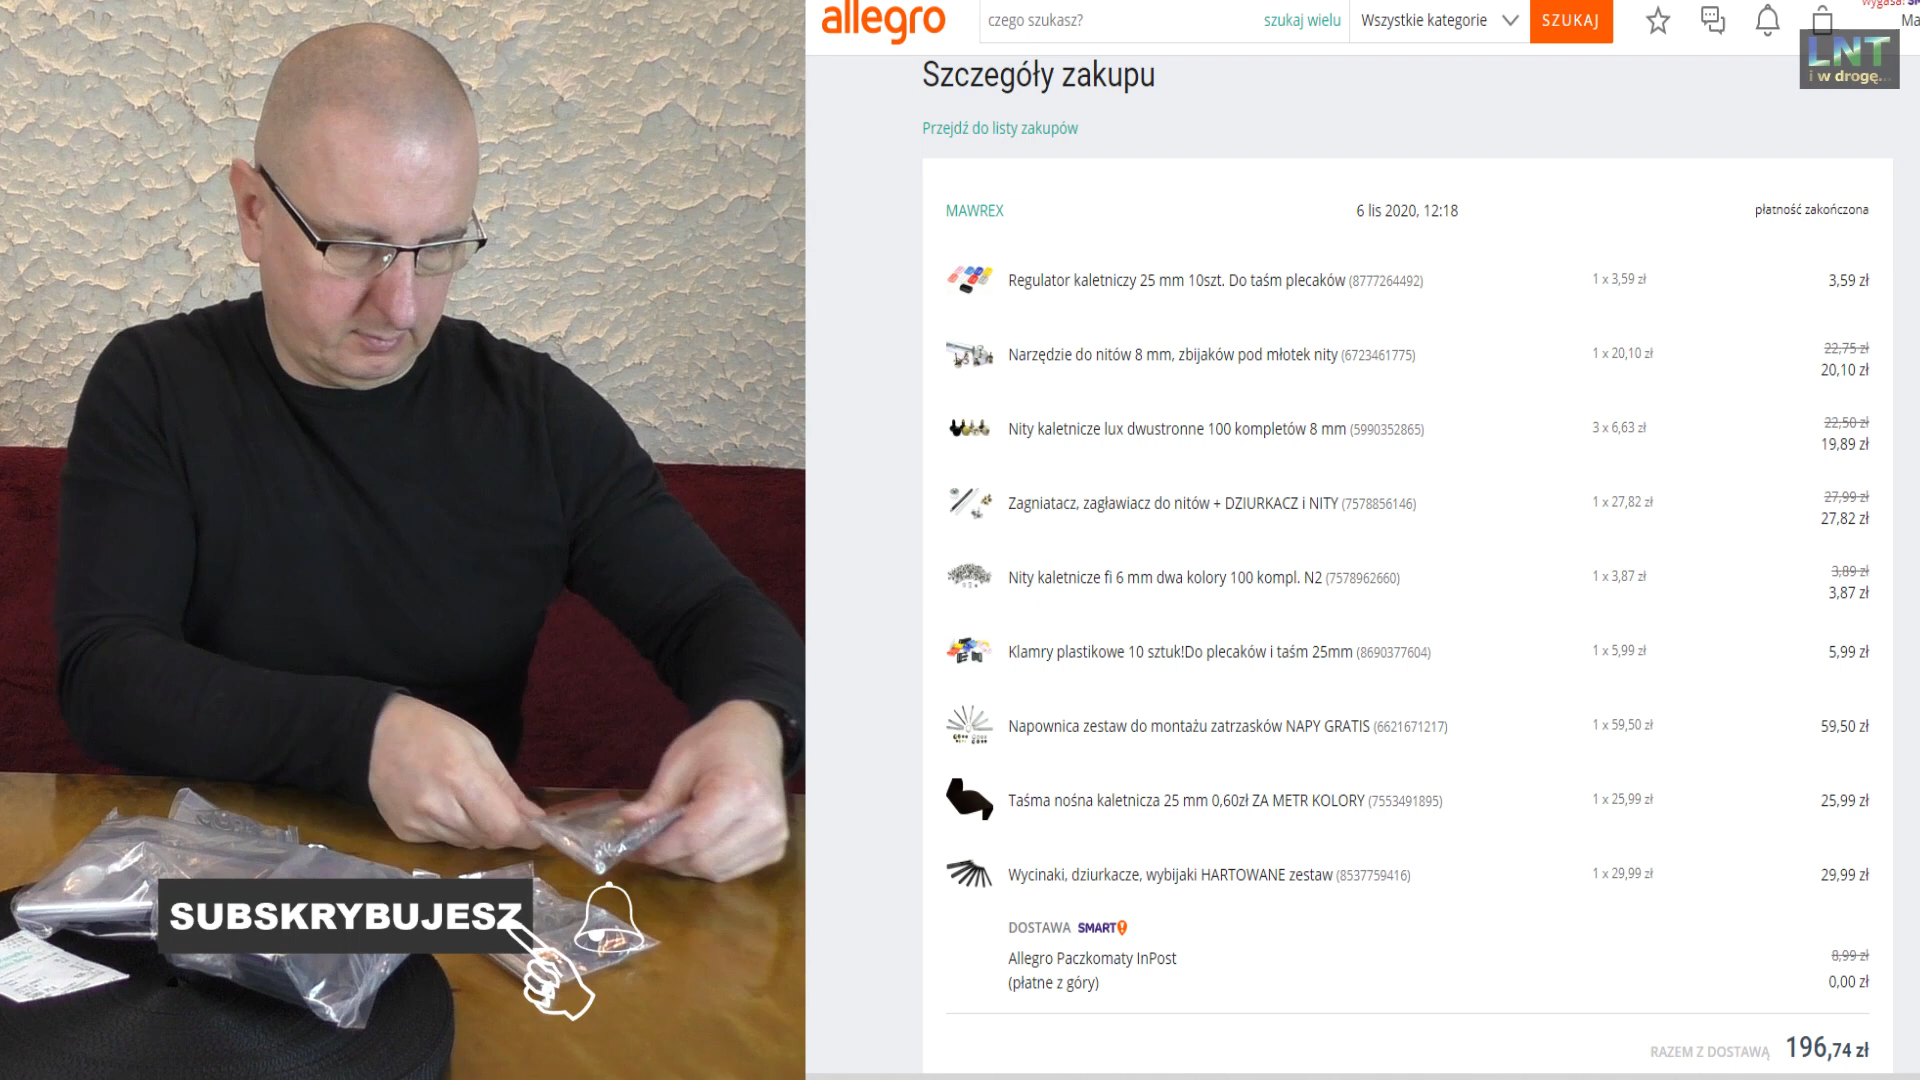 allegro
czego szukasz?
szukaj wielu
Wszystkie kategorie
SZUKAJ
wygasa:
Ma
LNT
i w drogę...
Szczegóły zakupu
Przejdź do listy zakupów
MAWREX 6 lis 2020, 12:18 płatność zakończona
Regulator kaletniczy 25 mm 10szt. Do taśm plecaków (8777264492) 1 x 3,59 zł 3,59 zł
Narzędzie do nitów 8 mm, zbijaków pod młotek nity (6723461775) 1 x 20,10 zł 22,75 zł
20,10 zł
Nity kaletnicze lux dwustronne 100 kompletów 8 mm (5990352865) 3 x 6,63 zł 22,50 zł
19,89 zł
Zagniatacz, zagławiacz do nitów + DZIURKACZ i NITY (7578856146) 1 x 27,82 zł 27,99 zł
27,82 zł
Nity kaletnicze fi 6 mm dwa kolory 100 kompl. N2 (7578962660) 1 x 3,87 zł 3,89 zł
3,87 zł
Klamry plastikowe 10 sztuk!Do plecaków i taśm 25mm (8690377604) 1 x 5,99 zł 5,99 zł
Napownica zestaw do montażu zatrzasków NAPY GRATIS (6621671217) 1 x 59,50 zł 59,50 zł
Taśma nośna kaletnicza 25 mm 0,60zł ZA METR KOLORY (7553491895) 1 x 25,99 zł 25,99 zł
Wycinaki, dziurkacze, wybijaki HARTOWANE zestaw (8537759416) 1 x 29,99 zł 29,99 zł
DOSTAWA SMART!
Allegro Paczkomaty InPost 8,99 zł
(płatne z góry) 0,00 zł
RAZEM Z DOSTAWĄ 196,74 zł
SUBSKRYBUJESZ